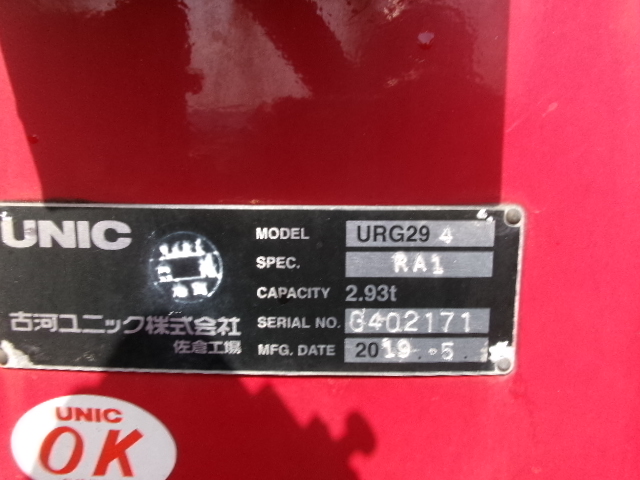 UNIC
MODEL URG29 4
SPEC. RA1
CAPACITY 2.93t
古河ユニック株式会社 SERIAL NO. G402171
佐倉工場 MFG. DATE 2019 - 5
UNIC
OK